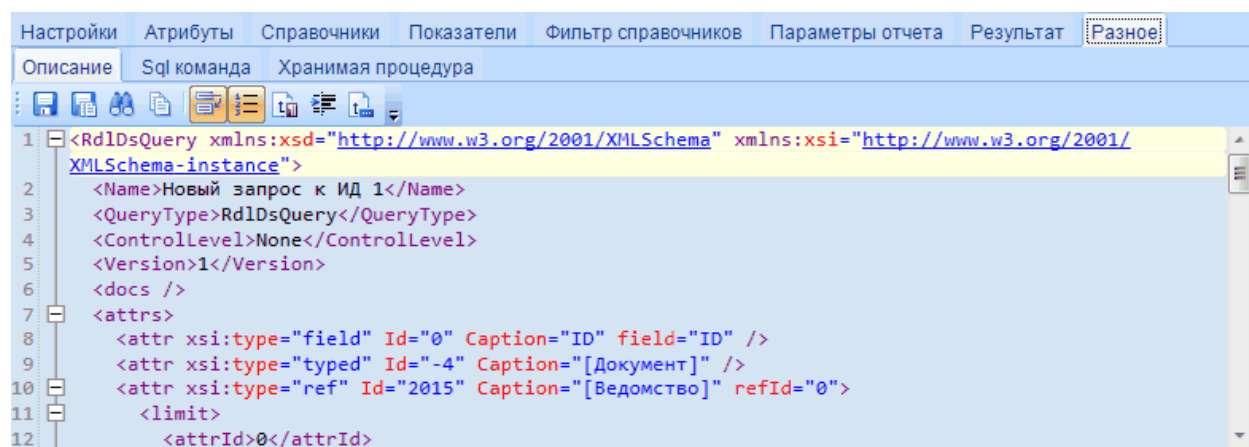 Настройки Атрибуты Справочники Показатели Фильтр справочников Параметры отчета Результат Разное
Описание Sql команда Хранимая процедура
1 <RdlDsQuery xmlns:xsd="http://www.w3.org/2001/XMLSchema" xmlns:xsi="http://www.w3.org/2001/
XMLSchema-instance">
2 <Name>Новый запрос к ИД 1</Name>
3 <QueryType>RdlDsQuery</QueryType>
4 <ControlLevel>None</ControlLevel>
5 <Version>1</Version>
6 <docs />
7 <attrs>
8 <attr xsi:type="field" Id="0" Caption="ID" field="ID" />
9 <attr xsi:type="typed" Id="-4" Caption="[Документ]" />
10 <attr xsi:type="ref" Id="2015" Caption="[Ведомство]" refId="0">
11 <limit>
12 <attrId>0</attrId>